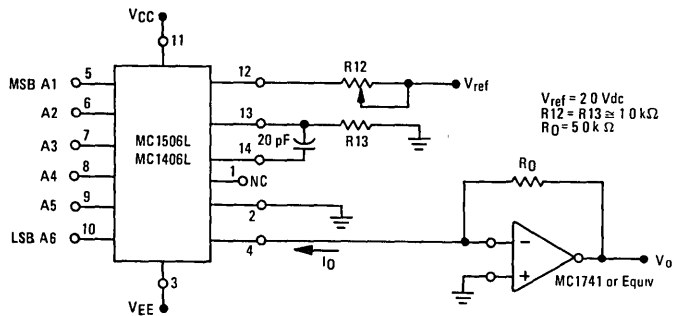 VCC
11
MSB A1 5
A2 6
A3 7
A4 8
A5 9
LSB A6 10
MC1506L
MC1406L
12
R12
Vref
13
20 pF
R13
14
1
NC
2
4
IO
3
VEE
Vref = 2 0 Vdc
R12 = R13 ≅ 1 0 kΩ
RO = 5 0 k Ω
RO
−
+
Vo
MC1741 or Equiv